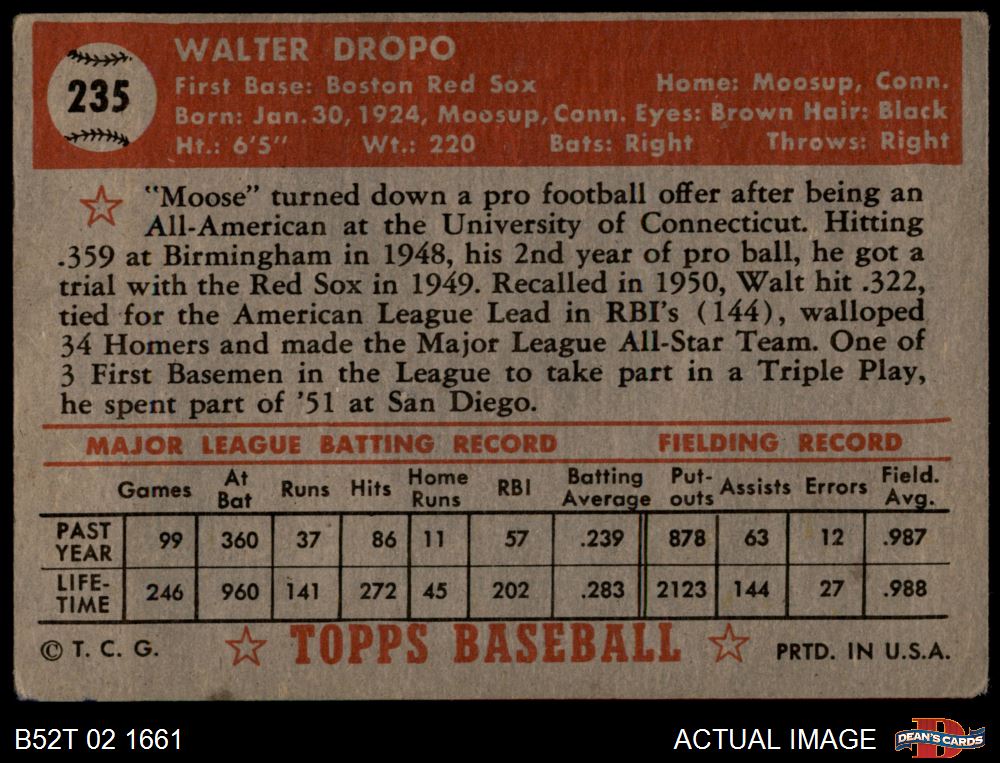 235
WALTER DROPO
First Base: Boston Red Sox Home: Moosup, Conn.
Born: Jan. 30, 1924, Moosup, Conn. Eyes: Brown Hair: Black
Ht.: 6'5" Wt.: 220 Bats: Right Throws: Right
"Moose" turned down a pro football offer after being an
All-American at the University of Connecticut. Hitting
.359 at Birmingham in 1948, his 2nd year of pro ball, he got a
trial with the Red Sox in 1949. Recalled in 1950, Walt hit .322,
tied for the American League Lead in RBI's (144), walloped
34 Homers and made the Major League All-Star Team. One of
3 First Basemen in the League to take part in a Triple Play,
he spent part of '51 at San Diego.
MAJOR LEAGUE BATTING RECORD FIELDING RECORD
Games At Bat Runs Hits Home Runs RBI Batting Average Put-outs Assists Errors Field. Avg.
PAST YEAR 99 360 37 86 11 57 .239 878 63 12 .987
LIFE-TIME 246 960 141 272 45 202 .283 2123 144 27 .988
© T. C. G. TOPPS BASEBALL PRTD. IN U.S.A.
B52T 02 1661 ACTUAL IMAGE DEAN'S CARDS